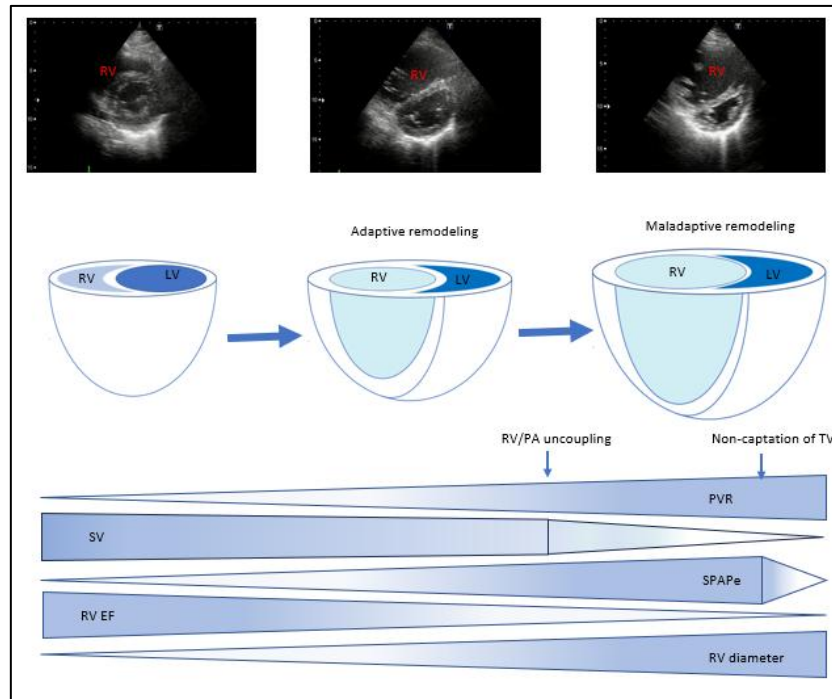 RV
RV
RV
Adaptive remodeling
Maladaptive remodeling
RV
LV
RV
LV
RV
LV
RV/PA uncoupling
Non-captation of TV
PVR
SV
SPAPe
RV EF
RV diameter